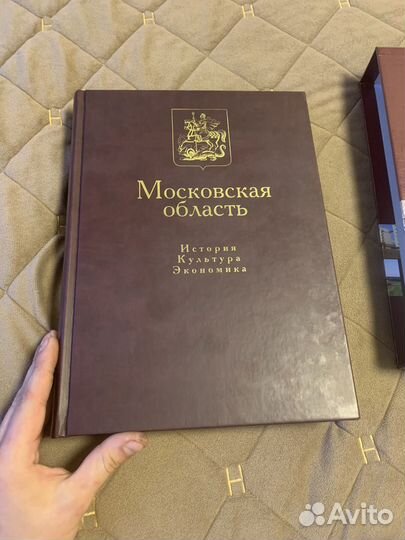 Московская
область
История
Культура
Экономика
Avito